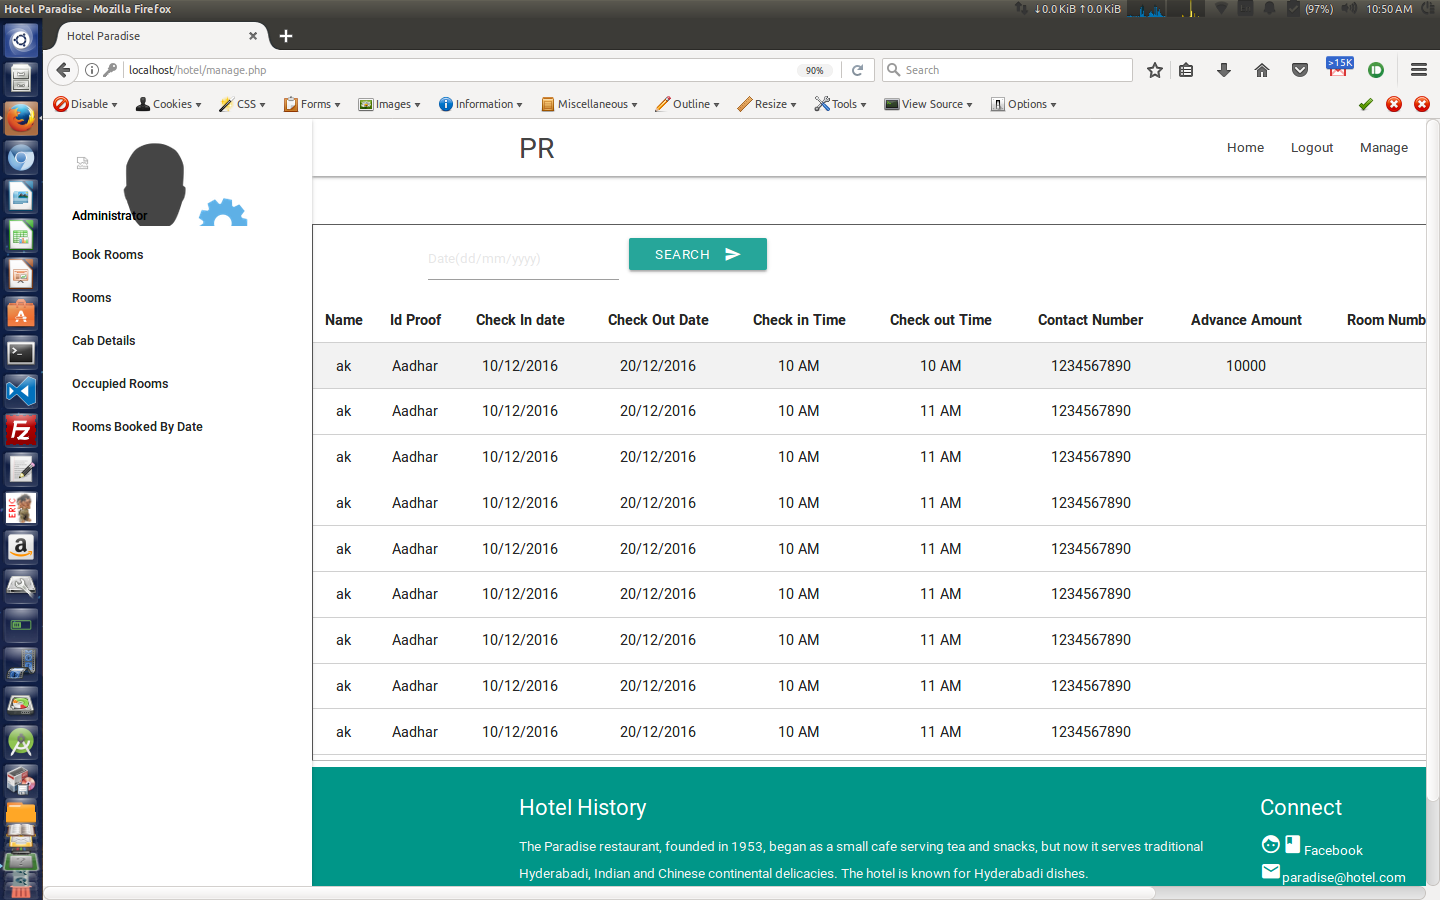 Hotel Paradise - Mozilla Firefox
↓0.0 KiB ↑0.0 KiB (97%) 10:50 AM
Hotel Paradise
localhost/hotel/manage.php 90% Search >15K
Disable Cookies CSS Forms Images Information Miscellaneous Outline Resize Tools View Source Options
PR Home Logout Manage
Administrator
Book Rooms
Rooms
Cab Details
Occupied Rooms
Rooms Booked By Date
Date(dd/mm/yyyy) SEARCH
Name Id Proof Check In date Check Out Date Check in Time Check out Time Contact Number Advance Amount Room Numb
ak Aadhar 10/12/2016 20/12/2016 10 AM 10 AM 1234567890 10000
ak Aadhar 10/12/2016 20/12/2016 10 AM 11 AM 1234567890
ak Aadhar 10/12/2016 20/12/2016 10 AM 11 AM 1234567890
ak Aadhar 10/12/2016 20/12/2016 10 AM 11 AM 1234567890
ak Aadhar 10/12/2016 20/12/2016 10 AM 11 AM 1234567890
ak Aadhar 10/12/2016 20/12/2016 10 AM 11 AM 1234567890
ak Aadhar 10/12/2016 20/12/2016 10 AM 11 AM 1234567890
ak Aadhar 10/12/2016 20/12/2016 10 AM 11 AM 1234567890
ak Aadhar 10/12/2016 20/12/2016 10 AM 11 AM 1234567890
Hotel History
The Paradise restaurant, founded in 1953, began as a small cafe serving tea and snacks, but now it serves traditional
Hyderabadi, Indian and Chinese continental delicacies. The hotel is known for Hyderabadi dishes.
Connect
Facebook
paradise@hotel.com
ERIC